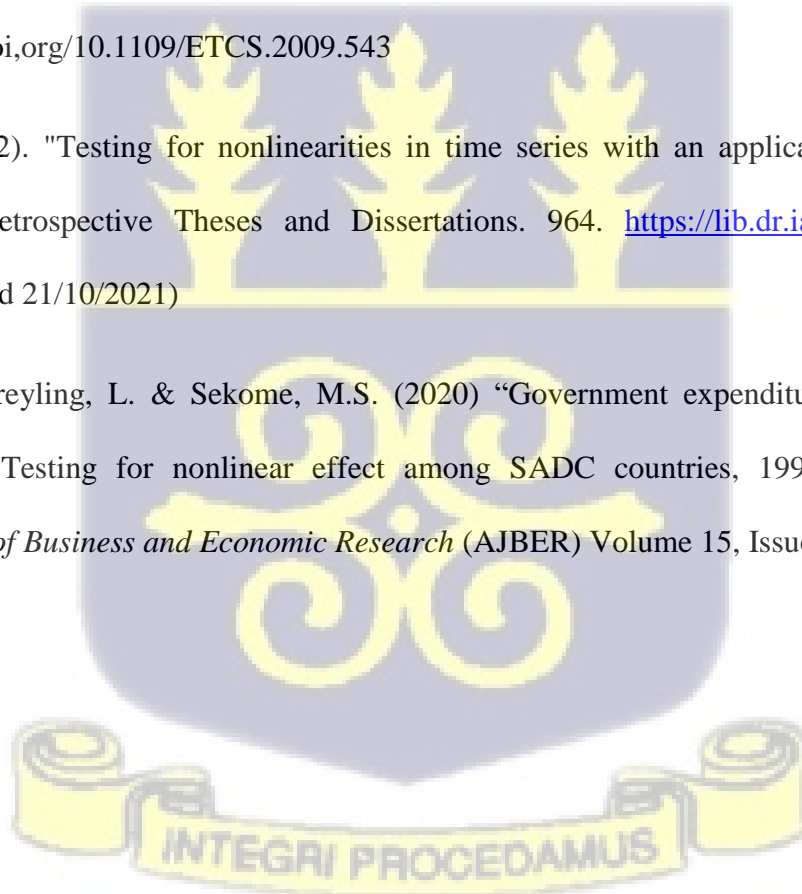 oi,org/10.1109/ETCS.2009.543
2). "Testing for nonlinearities in time series with an applica
etrospective Theses and Dissertations. 964. https://lib.dr.ia
d 21/10/2021)
reyling, L. & Sekome, M.S. (2020) “Government expenditu
Testing for nonlinear effect among SADC countries, 199
of Business and Economic Research (AJBER) Volume 15, Issue
INTEGRI PROCEDAMUS